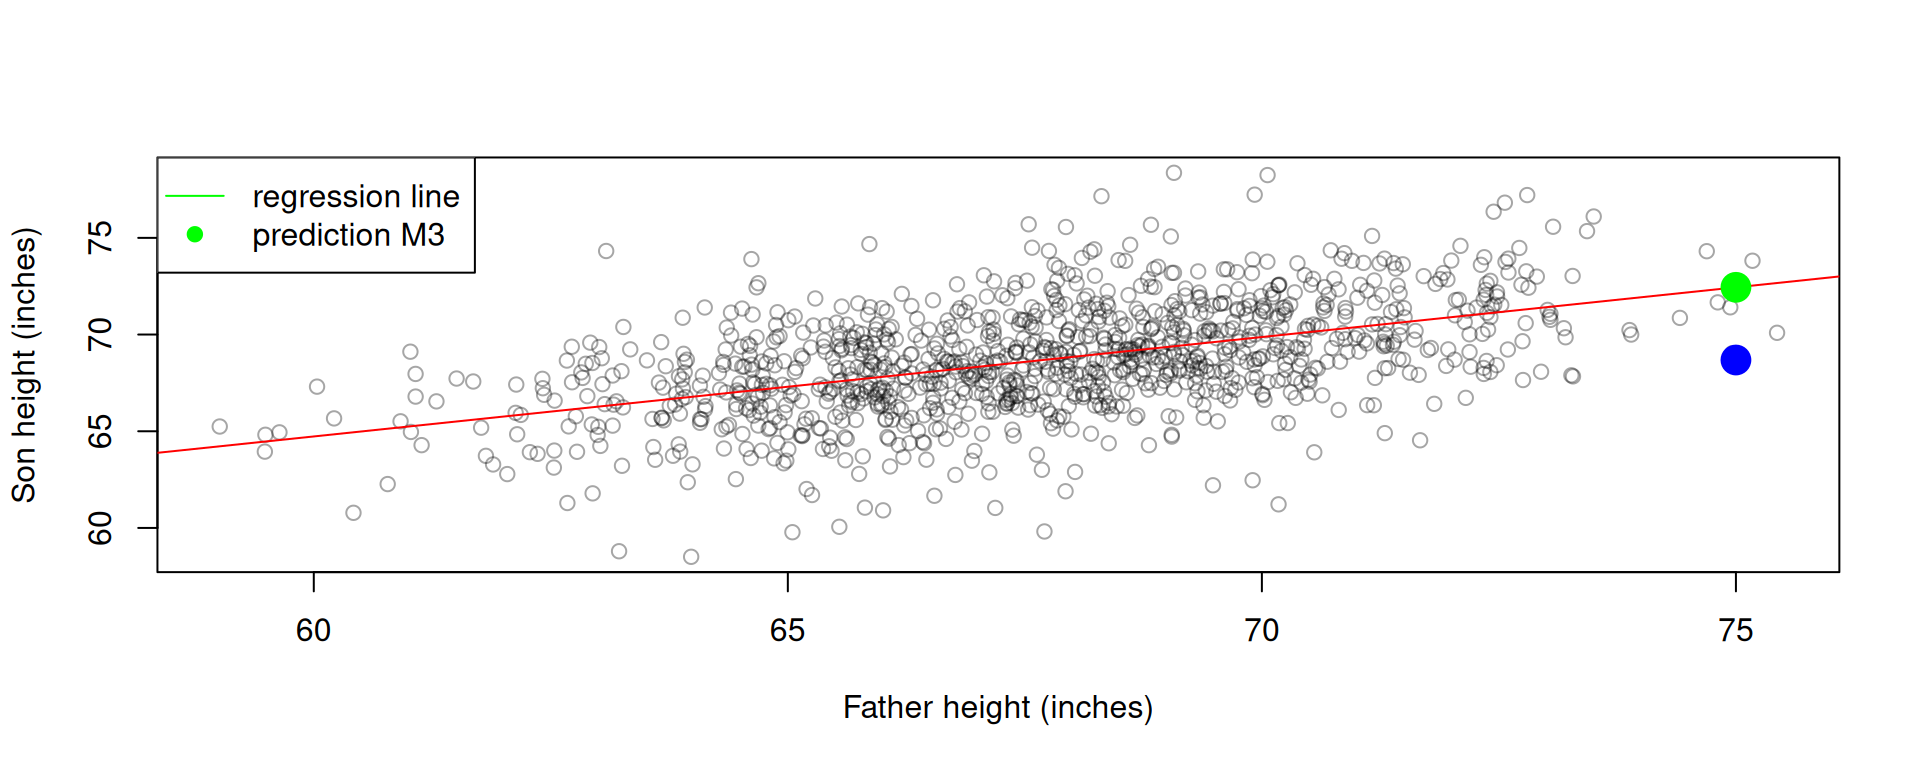 regression line
prediction M3
Son height (inches)
75
70
65
60
60 65 70 75
Father height (inches)